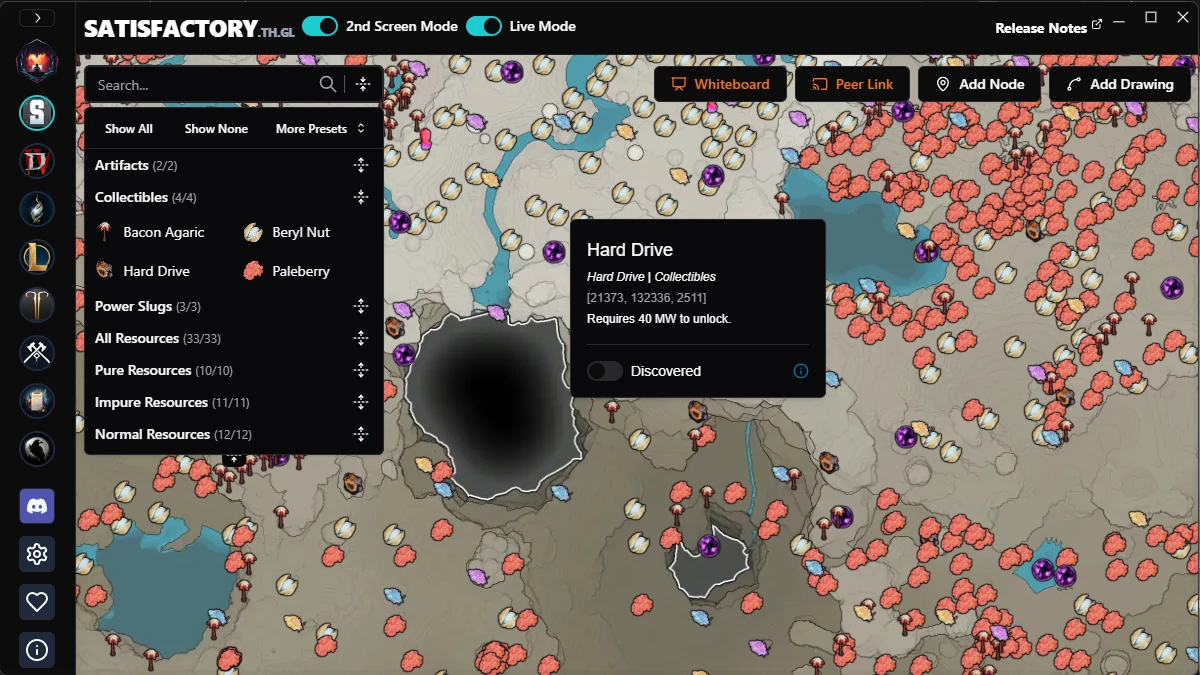 SATISFACTORY.TH.GL
2nd Screen Mode
Live Mode
Release Notes
Search...
Whiteboard
Peer Link
Add Node
Add Drawing
Show All
Show None
More Presets
Artifacts (2/2)
Collectibles (4/4)
Bacon Agaric
Beryl Nut
Hard Drive
Paleberry
Power Slugs (3/3)
All Resources (33/33)
Pure Resources (10/10)
Impure Resources (11/11)
Normal Resources (12/12)
Hard Drive
Hard Drive | Collectibles
[21373, 132336, 2511]
Requires 40 MW to unlock.
Discovered